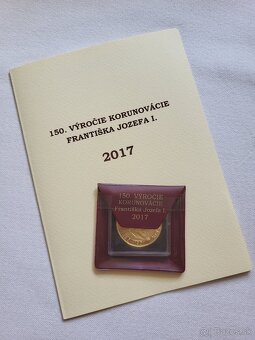 150. VÝROČIE KORUNOVÁCIE
FRANTIŠKA JOZEFA I.
2017
150. VÝROČIE
KORUNOVÁCIE
Františka Jozefa I.
2017